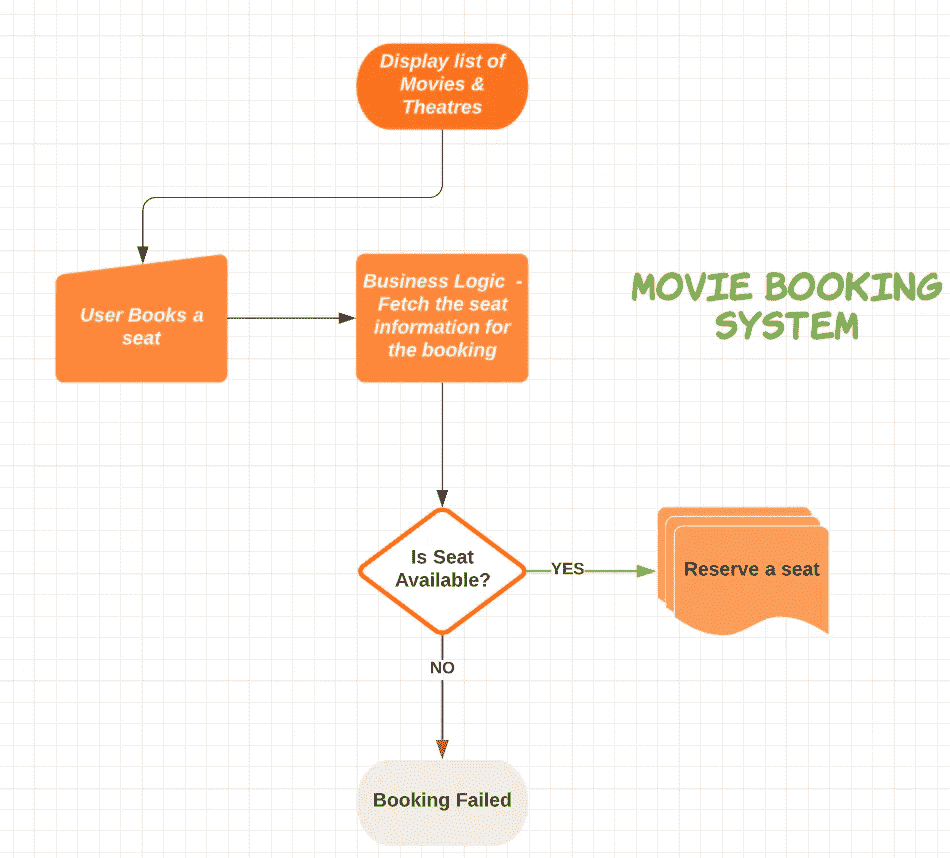 Display list of
Movies &
Theatres
User Books a
seat
Business Logic -
Fetch the seat
information for
the booking
MOVIE BOOKING
SYSTEM
Is Seat
Available?
YES
Reserve a seat
NO
Booking Failed